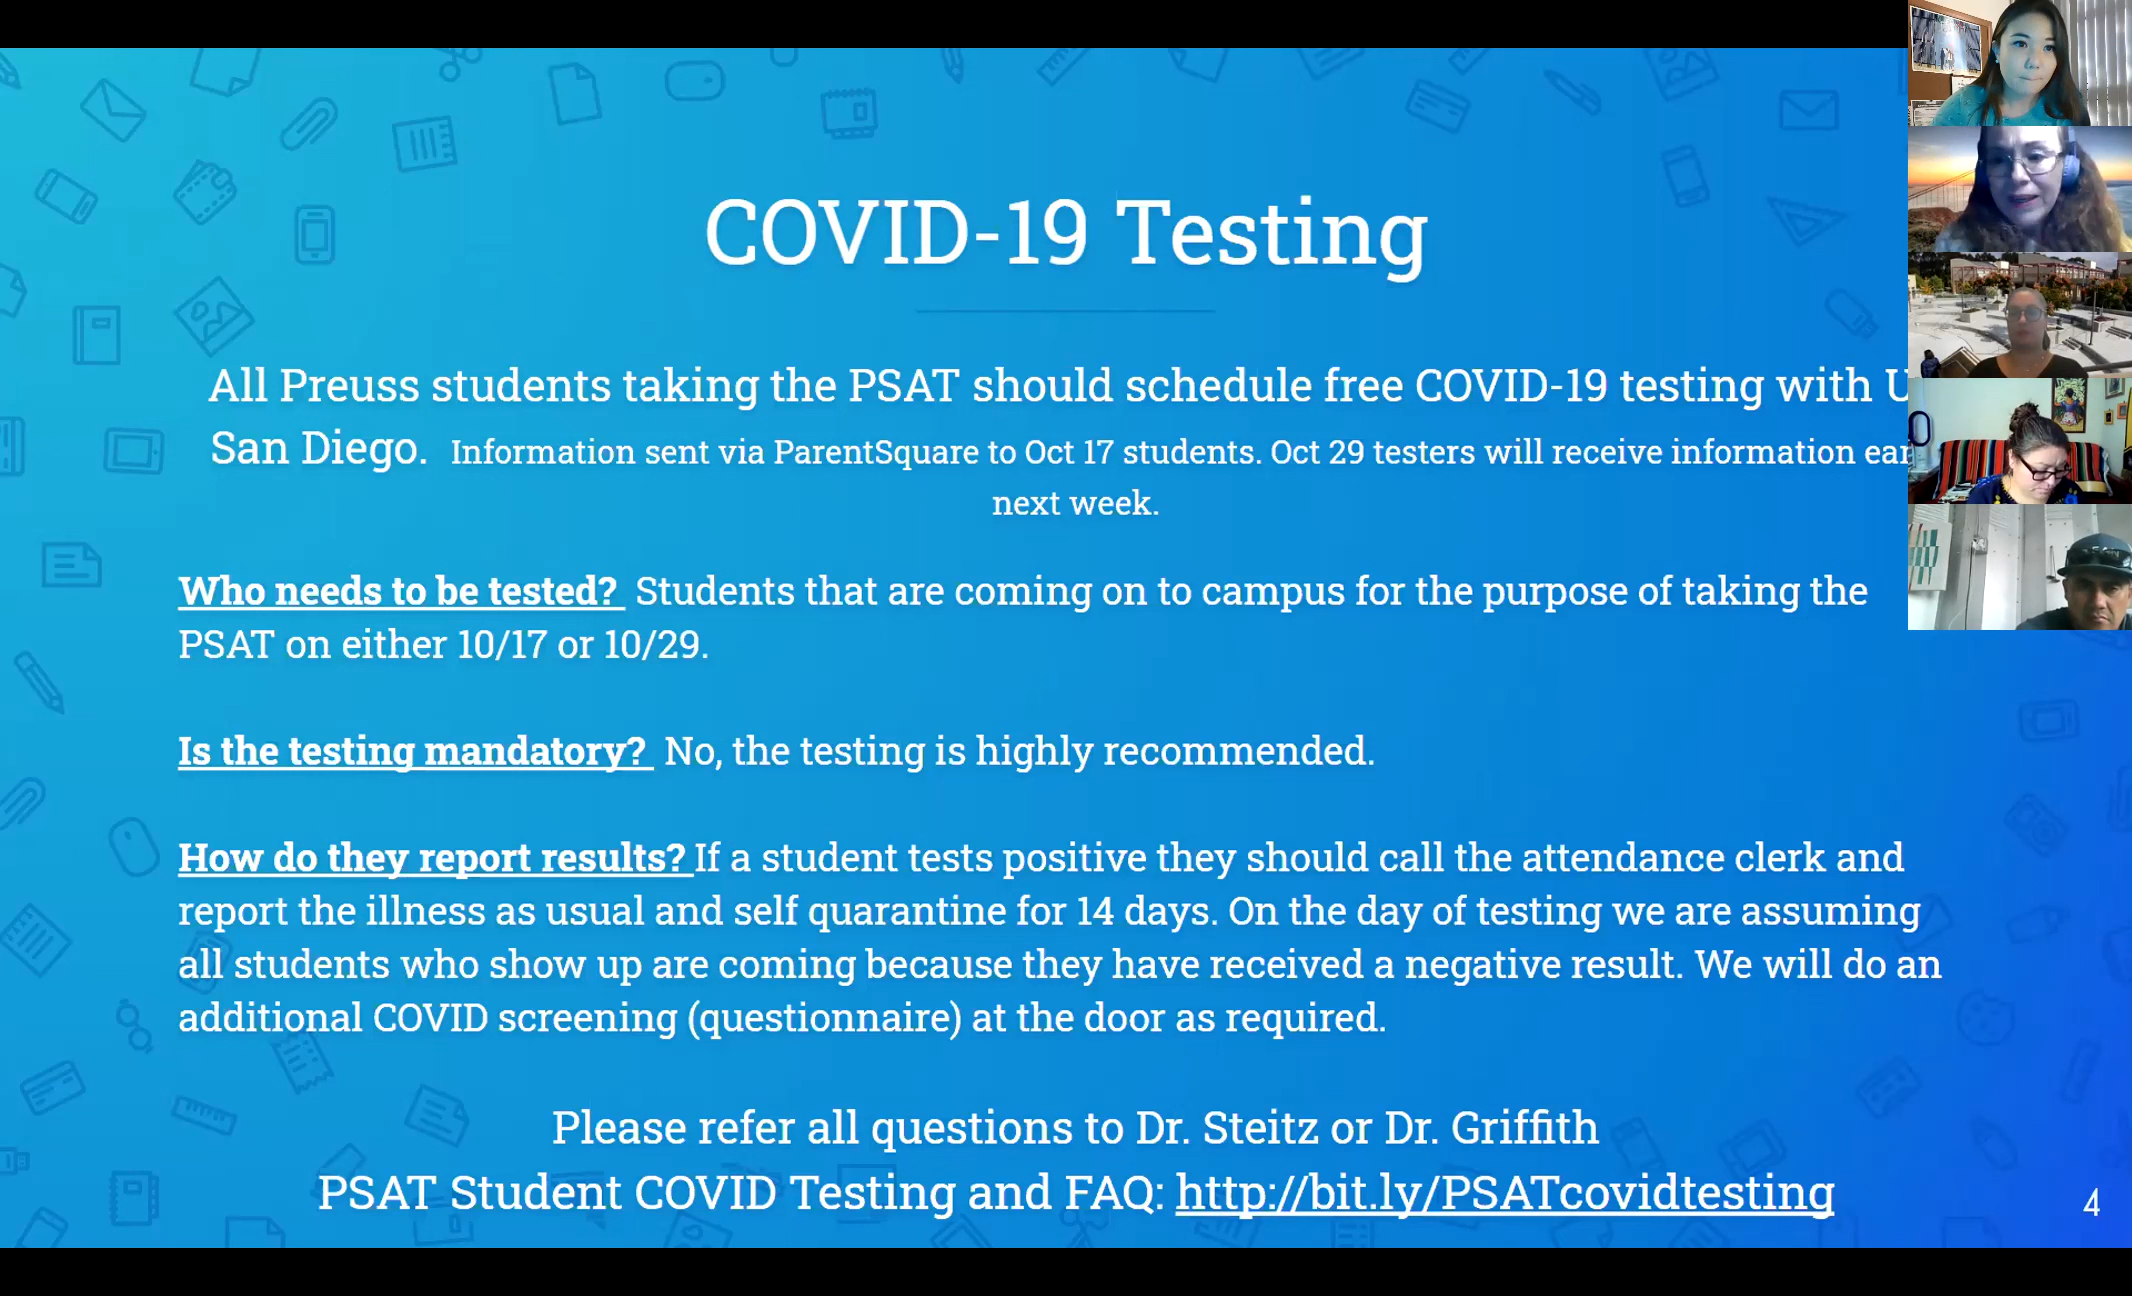 COVID-19 Testing
All Preuss students taking the PSAT should schedule free COVID-19 testing with
San Diego. Information sent via ParentSquare to Oct 17 students. Oct 29 testers will receive information
next week.
Who needs to be tested? Students that are coming on to campus for the purpose of taking the
PSAT on either 10/17 or 10/29.
Is the testing mandatory? No, the testing is highly recommended.
How do they report results? If a student tests positive they should call the attendance clerk and
report the illness as usual and self quarantine for 14 days. On the day of testing we are assuming
all students who show up are coming because they have received a negative result. We will do an
additional COVID screening (questionnaire) at the door as required.
Please refer all questions to Dr. Steitz or Dr. Griffith
PSAT Student COVID Testing and FAQ: http://bit.ly/PSATcovidtesting
4